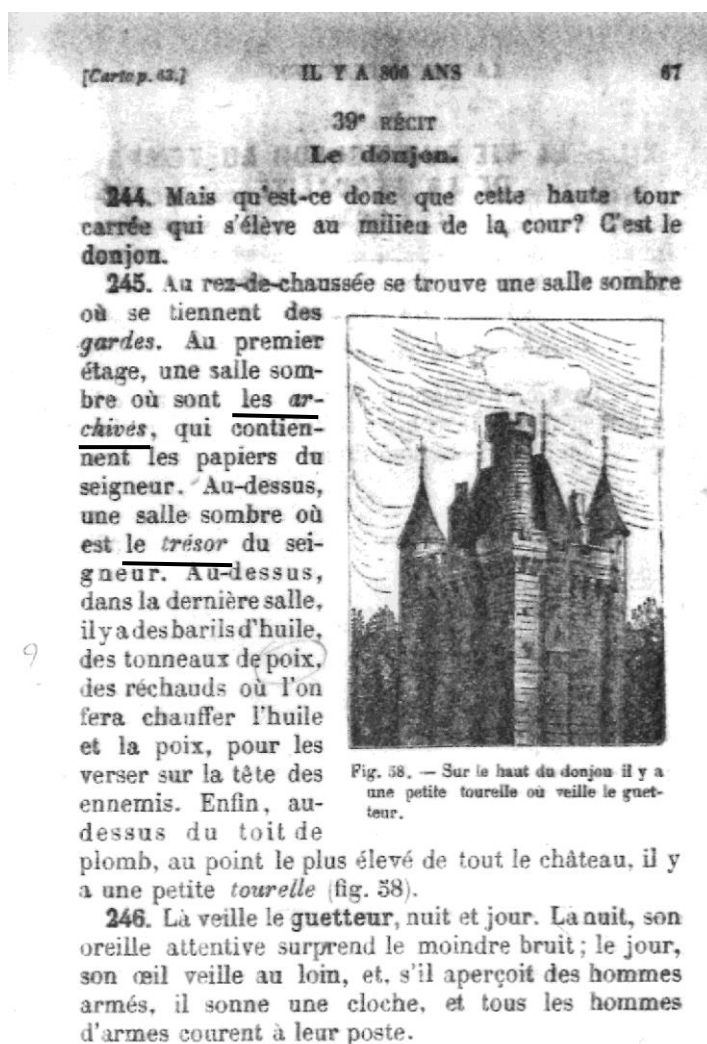 [Carte p. 43.] IL Y A 800 ANS 67
39e RÉCIT
Le donjon.
244. Mais qu'est-ce donc que cette haute tour
carrée qui s'élève au milieu de la cour? C'est le
donjon.
245. Au rez-de-chaussée se trouve une salle sombre
où se tiennent des
gardes. Au premier
étage, une salle som-
bre où sont les ar-
chives, qui contien-
nent les papiers du
seigneur. Au-dessus,
une salle sombre où
est le trésor du sei-
gneur. Au-dessus,
dans la dernière salle,
il y a des barils d'huile,
des tonneaux de poix,
des réchauds où l'on
fera chauffer l'huile
et la poix, pour les
verser sur la tête des
ennemis. Enfin, au-
dessus du toit de
plomb, au point le plus élevé de tout le château, il y
a une petite tourelle (fig. 58).
Fig. 58. — Sur le haut du donjon il y a
une petite tourelle où veille le guet-
teur.
246. Là veille le guetteur, nuit et jour. La nuit, son
oreille attentive surprend le moindre bruit ; le jour,
son œil veille au loin, et, s'il aperçoit des hommes
armés, il sonne une cloche, et tous les hommes
d'armes courent à leur poste.